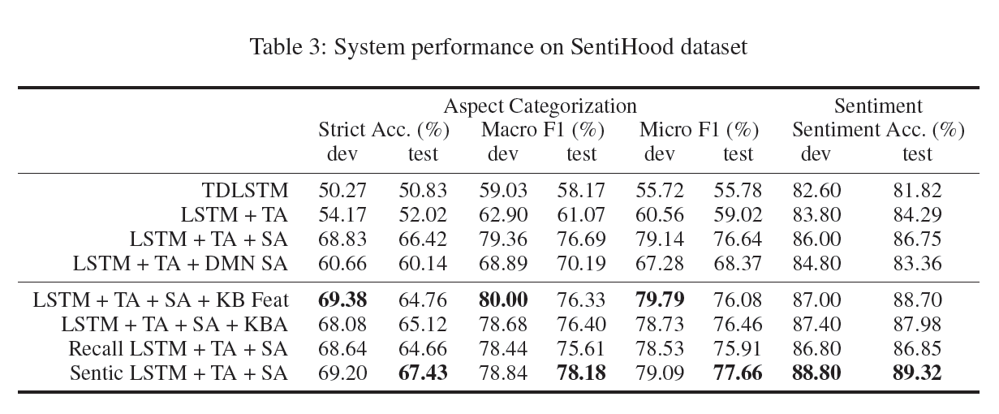 Table 3: System performance on SentiHood dataset
Aspect Categorization Sentiment
Strict Acc. (%) Macro F1 (%) Micro F1 (%) Sentiment Acc. (%)
dev test dev test dev test dev test
TDLSTM 50.27 50.83 59.03 58.17 55.72 55.78 82.60 81.82
LSTM + TA 54.17 52.02 62.90 61.07 60.56 59.02 83.80 84.29
LSTM + TA + SA 68.83 66.42 79.36 76.69 79.14 76.64 86.00 86.75
LSTM + TA + DMN SA 60.66 60.14 68.89 70.19 67.28 68.37 84.80 83.36
LSTM + TA + SA + KB Feat 69.38 64.76 80.00 76.33 79.79 76.08 87.00 88.70
LSTM + TA + SA + KBA 68.08 65.12 78.68 76.40 78.73 76.46 87.40 87.98
Recall LSTM + TA + SA 68.64 64.66 78.44 75.61 78.53 75.91 86.80 86.85
Sentic LSTM + TA + SA 69.20 67.43 78.84 78.18 79.09 77.66 88.80 89.32